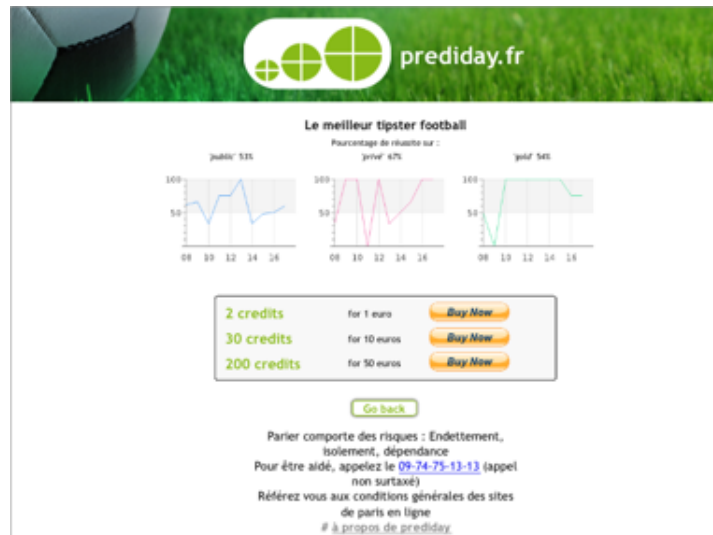 prediday.fr
Le meilleur tipster football
Pourcentage de réussite sur :
'public' 53% 'privé' 67% 'gold' 54%
100 100 100
50 50 50
08 10 12 14 16 08 10 12 14 16 08 10 12 14 16
2 credits for 1 euro Buy Now
30 credits for 10 euros Buy Now
200 credits for 50 euros Buy Now
Go back
Parier comporte des risques : Endettement,
isolement, dépendance
Pour être aidé, appelez le 09-74-75-13-13 (appel
non surtaxé)
Référez vous aux conditions générales des sites
de paris en ligne
# à propos de prediday